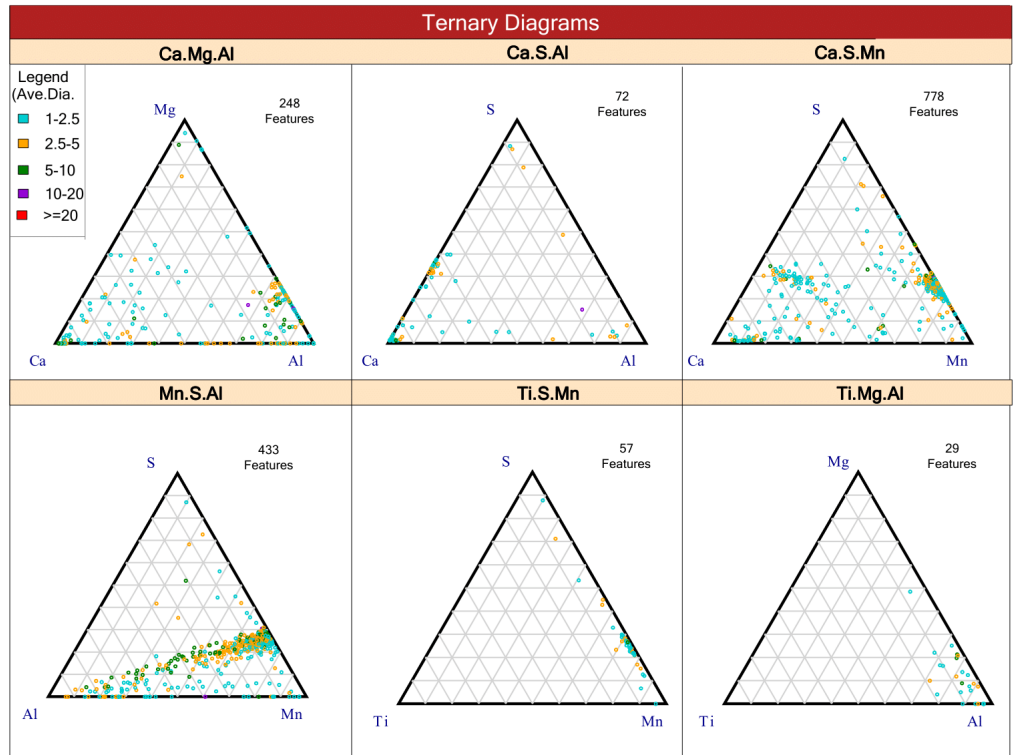 Ternary Diagrams
Ca.Mg.Al
Ca.S.Al
Ca.S.Mn
Legend
(Ave.Dia.
1-2.5
2.5-5
5-10
10-20
>=20
Mg
248
Features
Ca
Al
S
72
Features
Ca
Al
S
778
Features
Ca
Mn
Mn.S.Al
Ti.S.Mn
Ti.Mg.Al
S
433
Features
Al
Mn
S
57
Features
Ti
Mn
Mg
29
Features
Ti
Al